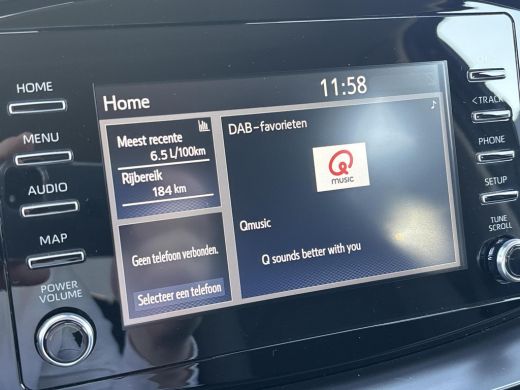 HOME
MENU
AUDIO
MAP
POWER
VOLUME
Home
11:58
Meest recente
6.5 L/100km
Rijbereik
184 km
Geen telefoon verbonden.
Selecteer een telefoon
DAB-favorieten
Q
music
Qmusic
Q sounds better with you
< TRACK
PHONE
SETUP
TUNE
SCROLL